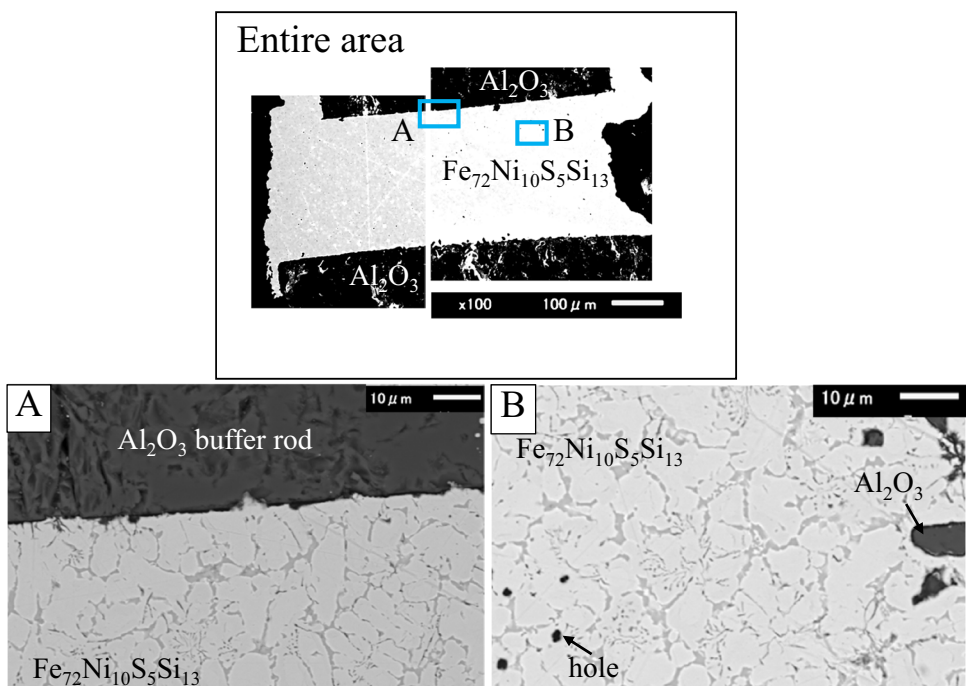 Entire area
Al₂O₃
A
B
Fe₇₂Ni₁₀S₅Si₁₃
Al₂O₃
x100 100 μm
A
10 μm
Al₂O₃ buffer rod
Fe₇₂Ni₁₀S₅Si₁₃
B
10 μm
Fe₇₂Ni₁₀S₅Si₁₃
Al₂O₃
hole